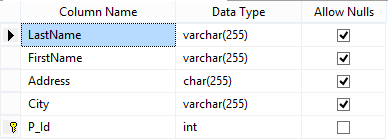 Column Name Data Type Allow Nulls
LastName varchar(255)
FirstName varchar(255)
Address char(255)
City varchar(255)
P_Id int